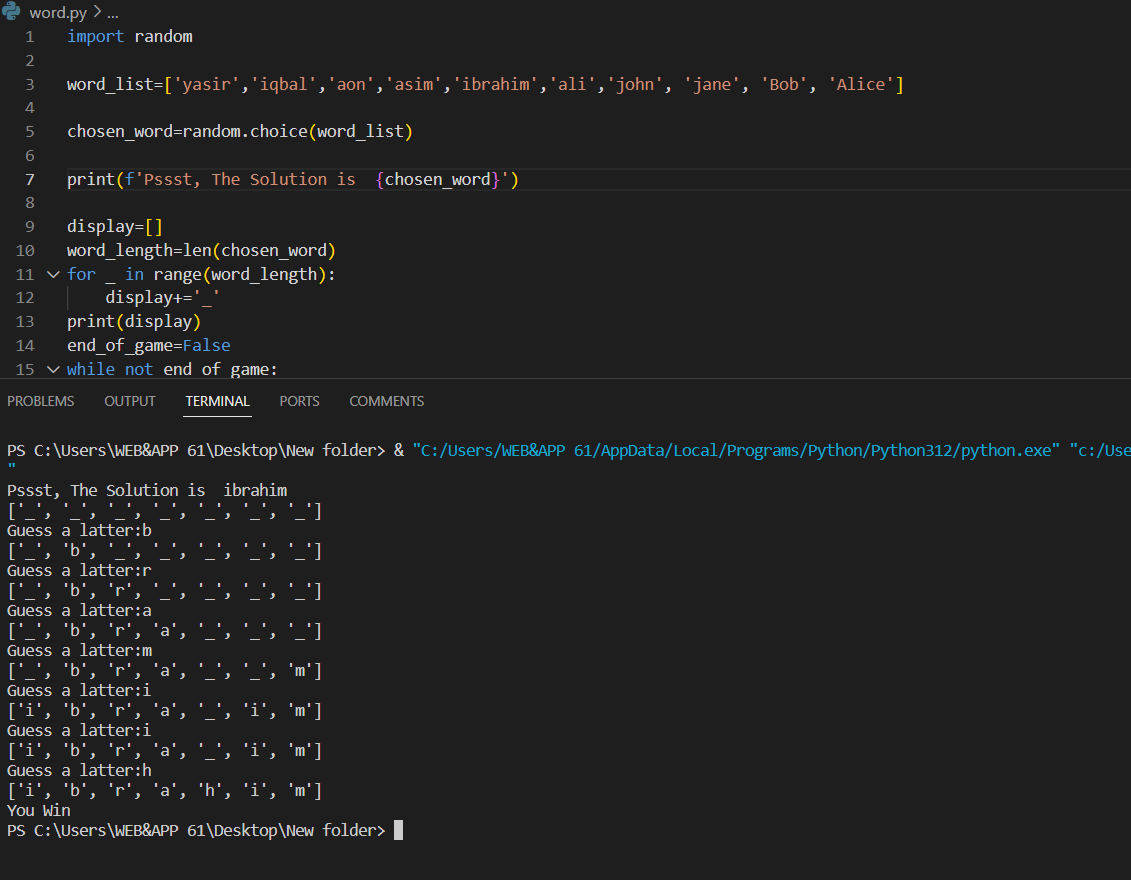 word.py > ...
1 import random
2
3 word_list=['yasir','iqbal','aon','asim','ibrahim','ali','john', 'jane', 'Bob', 'Alice']
4
5 chosen_word=random.choice(word_list)
6
7 print(f'Pssst, The Solution is  {chosen_word}')
8
9 display=[]
10 word_length=len(chosen_word)
11 for _ in range(word_length):
12     display+='_'
13 print(display)
14 end_of_game=False
15 while not end_of_game:
PROBLEMS OUTPUT TERMINAL PORTS COMMENTS
PS C:\Users\WEB&APP 61\Desktop\New folder> & "C:/Users/WEB&APP 61/AppData/Local/Programs/Python/Python312/python.exe" "c:/Use
"
Pssst, The Solution is  ibrahim
['_', '_', '_', '_', '_', '_', '_']
Guess a latter:b
['_', 'b', '_', '_', '_', '_', '_']
Guess a latter:r
['_', 'b', 'r', '_', '_', '_', '_']
Guess a latter:a
['_', 'b', 'r', 'a', '_', '_', '_']
Guess a latter:m
['_', 'b', 'r', 'a', '_', '_', 'm']
Guess a latter:i
['i', 'b', 'r', 'a', '_', 'i', 'm']
Guess a latter:i
['i', 'b', 'r', 'a', '_', 'i', 'm']
Guess a latter:h
['i', 'b', 'r', 'a', 'h', 'i', 'm']
You Win
PS C:\Users\WEB&APP 61\Desktop\New folder>